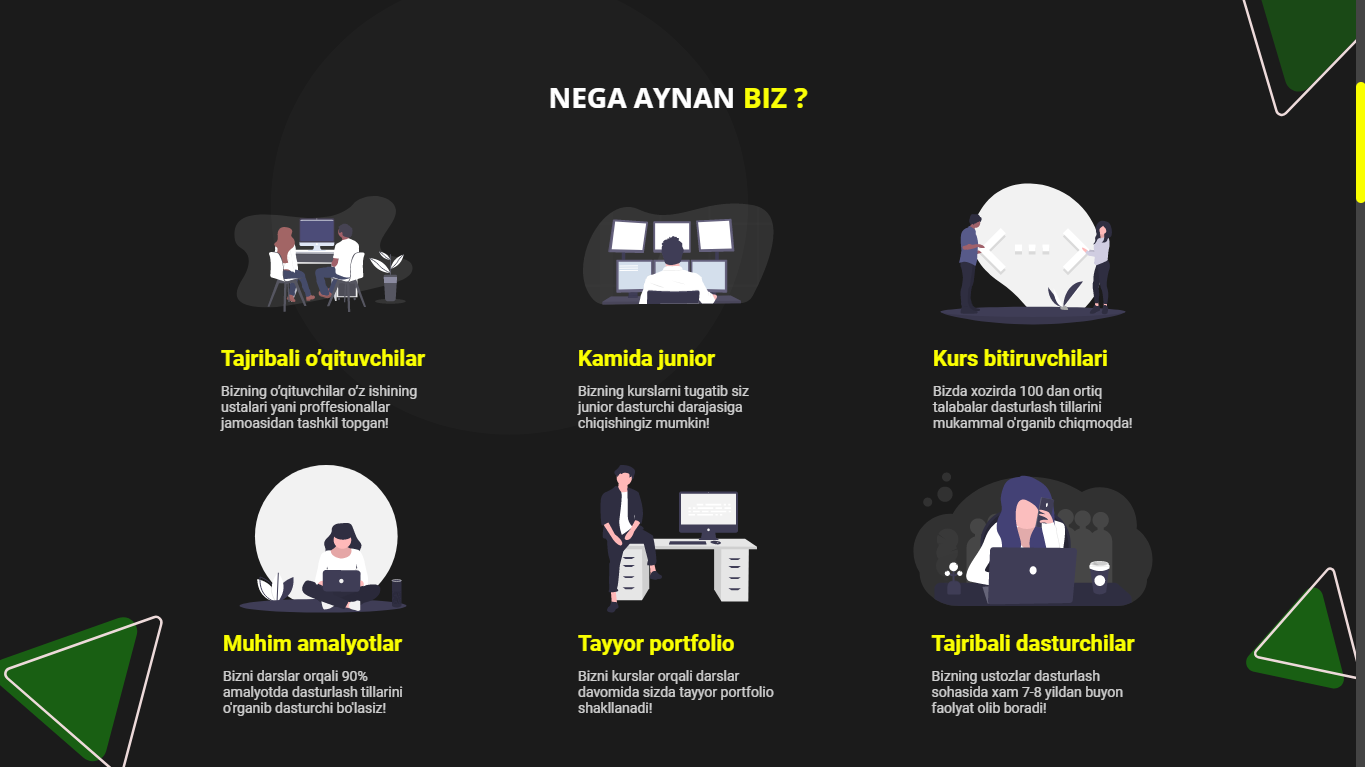 NEGA AYNAN BIZ ?
Tajribali o’qituvchilar
Bizning o’qituvchilar o’z ishining
ustalari yani proffesionallar
jamoasidan tashkil topgan!
Kamida junior
Bizning kurslarni tugatib siz
junior dasturchi darajasiga
chiqishingiz mumkin!
Kurs bitiruvchilari
Bizda xozirda 100 dan ortiq
talabalar dasturlash tillarini
mukammal o'rganib chiqmoqda!
Muhim amalyotlar
Bizni darslar orqali 90%
amalyotda dasturlash tillarini
o'rganib dasturchi bo'lasiz!
Tayyor portfolio
Bizni kurslar orqali darslar
davomida sizda tayyor portfolio
shakllanadi!
Tajribali dasturchilar
Bizning ustozlar dasturlash
sohasida xam 7-8 yildan buyon
faolyat olib boradi!